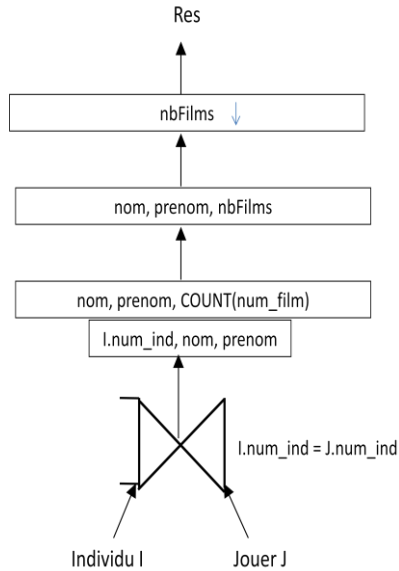 Res
nbFilms ↓
nom, prenom, nbFilms
nom, prenom, COUNT(num_film)
I.num_ind, nom, prenom
I.num_ind = J.num_ind
Individu I
Jouer J